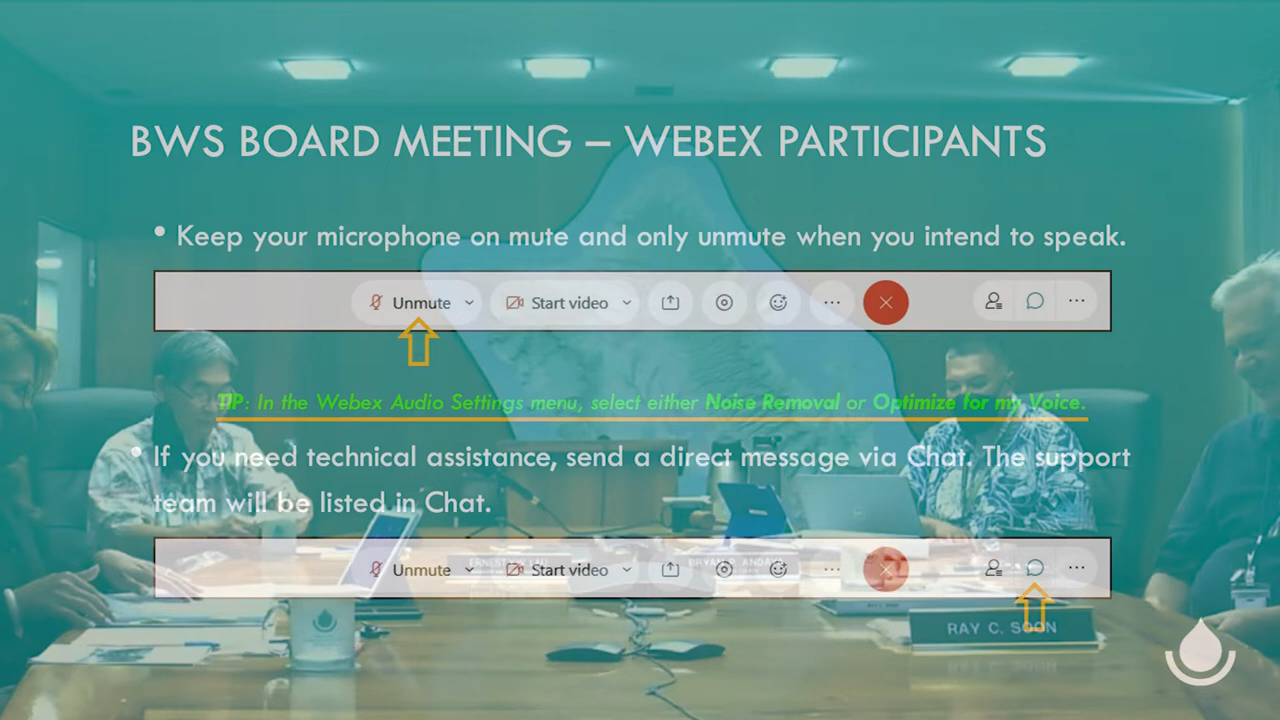 BWS BOARD MEETING – WEBEX PARTICIPANTS
• Keep your microphone on mute and only unmute when you intend to speak.
Unmute Start video
TIP: In the Webex Audio Settings menu, select either Noise Removal or Optimize for my Voice.
• If you need technical assistance, send a direct message via Chat. The support
team will be listed in Chat.
Unmute Start video
RAY C. SOON